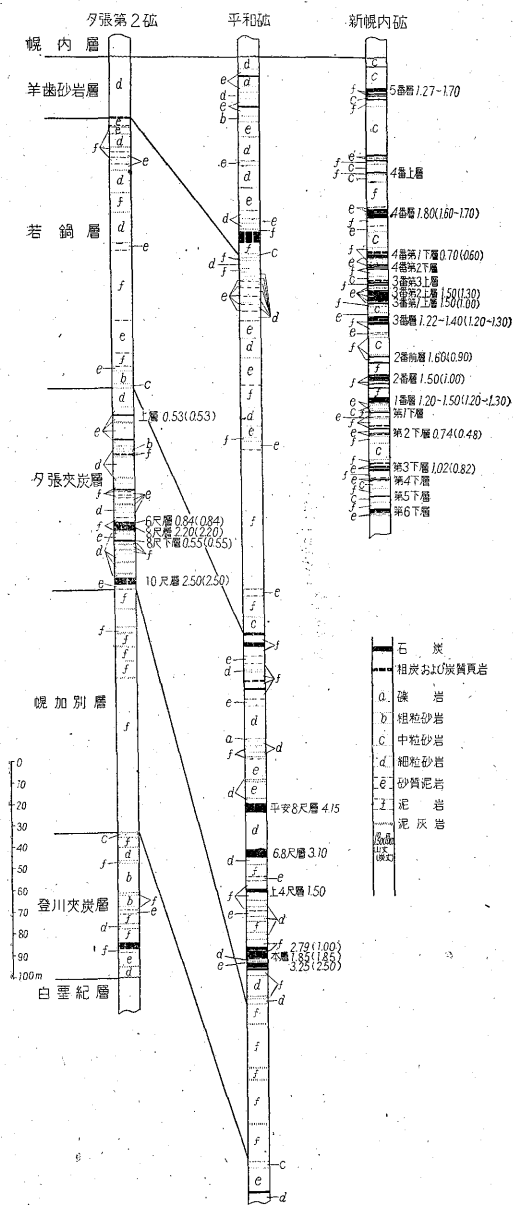 夕張第2砿
平和砿
新幌内砿
幌内層
羊歯砂岩層
若鍋層
夕張夾炭層
幌加別層
登川夾炭層
白堊紀層
上層 0.53(0.53)
6尺層 0.84(0.84)
8尺層 2.20(2.20)
8尺下層 0.55(0.55)
10尺層 2.50(2.50)
0
10
20
30
40
50
60
70
80
90
100m
平安8尺層 4.15
6.8尺層 3.10
上4尺層 1.50
2.79(1.00)
本層 1.85(1.85)
3.25(2.50)
5番層 1.27~1.70
4番上層
4番層 1.80(1.60~1.70)
4番第1下層 0.70(0.60)
4番第2下層
3番第3上層
3番第2上層 1.50(1.30)
3番第1上層 1.50(1.00)
3番層 1.22~1.40(1.20~1.30)
2番前層 1.60(0.90)
2番層 1.50(1.00)
1番層 1.20~1.50(1.20~1.30)
第1下層
第2下層 0.74(0.48)
第3下層 1.02(0.82)
第4下層
第5下層
第6下層
石炭
粗炭および炭質頁岩
a 礫岩
b 粗粒砂岩
c 中粒砂岩
d 細粒砂岩
e 砂質泥岩
f 泥岩
泥灰岩
山丈
(炭丈)